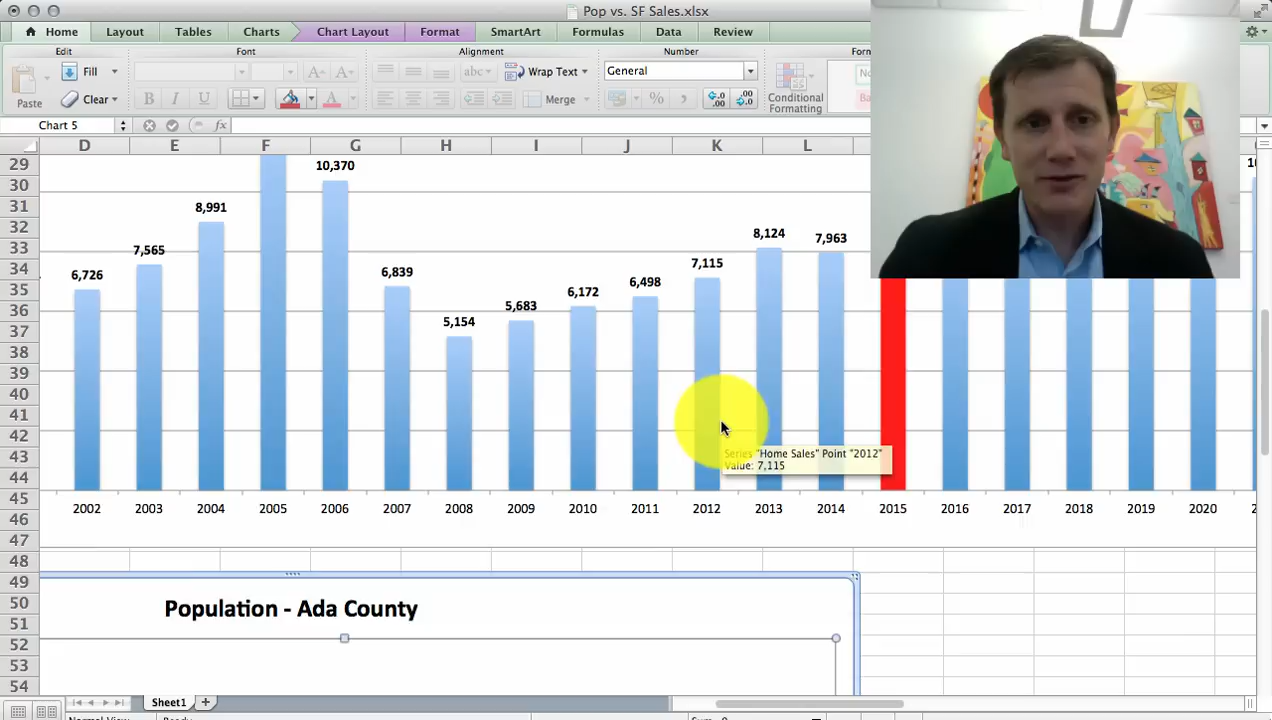 Pop vs. SF Sales.xlsx
Home Layout Tables Charts Chart Layout Format SmartArt Formulas Data Review
Edit Font Alignment Number
Paste Fill Clear
B I U
abc Wrap Text
Merge
General
%
Conditional
Formatting
Chart 5 fx
D E F G H I J K L
29
30
31
32
33
34
35
36
37
38
39
40
41
42
43
44
45
46
47
48
49
50
51
52
53
54
6,726 7,565 8,991 10,370 6,839 5,154 5,683 6,172 6,498 7,115 8,124 7,963
Series "Home Sales" Point "2012"
Value: 7,115
2002 2003 2004 2005 2006 2007 2008 2009 2010 2011 2012 2013 2014 2015 2016 2017 2018 2019 2020
Population - Ada County
Sheet1